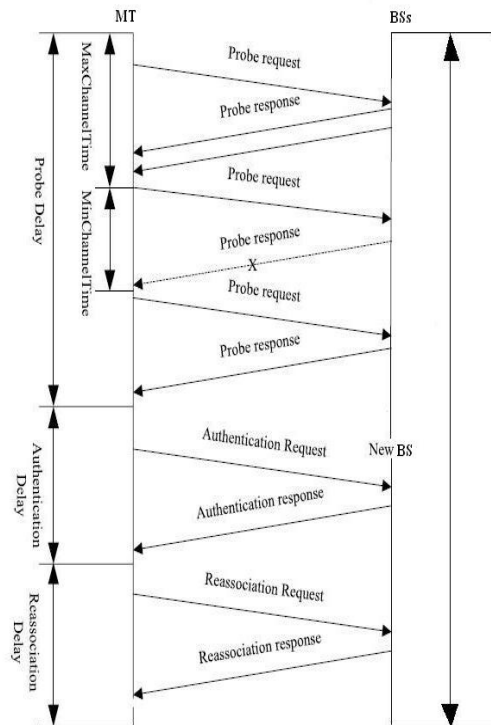 MT
BSs
Probe request
MaxChannelTime
Probe response
Probe request
Probe Delay
MinChannelTime
Probe response
X
Probe request
Probe response
Authentication Request
New BS
Authentication
Delay
Authentication response
Reassociation Request
Reassociation
Delay
Reassociation response